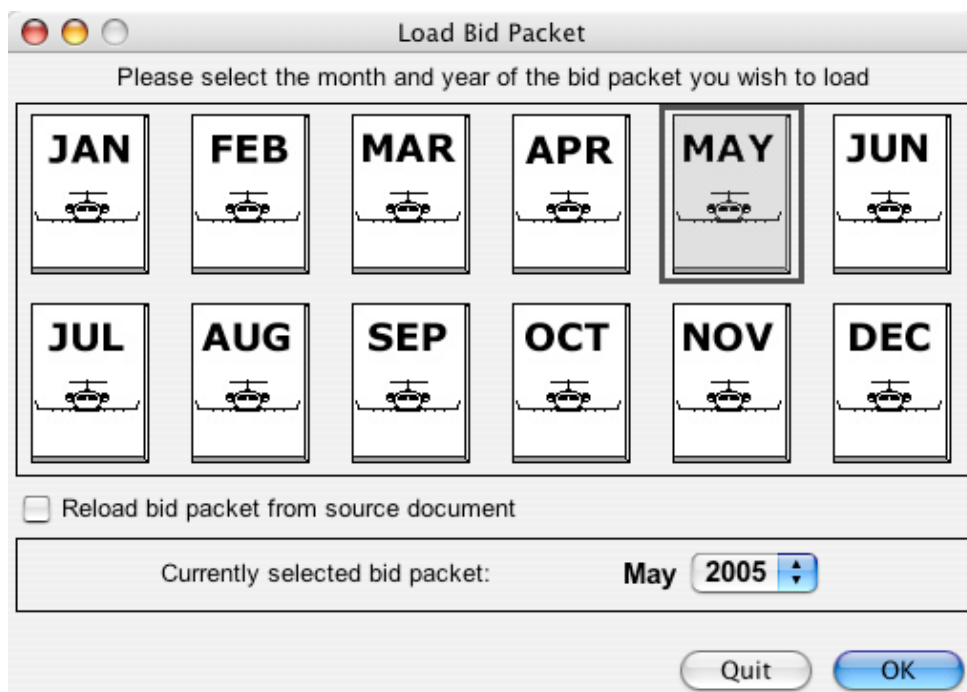 Load Bid Packet
Please select the month and year of the bid packet you wish to load
JAN FEB MAR APR MAY JUN
JUL AUG SEP OCT NOV DEC
Reload bid packet from source document
Currently selected bid packet: May 2005
Quit OK